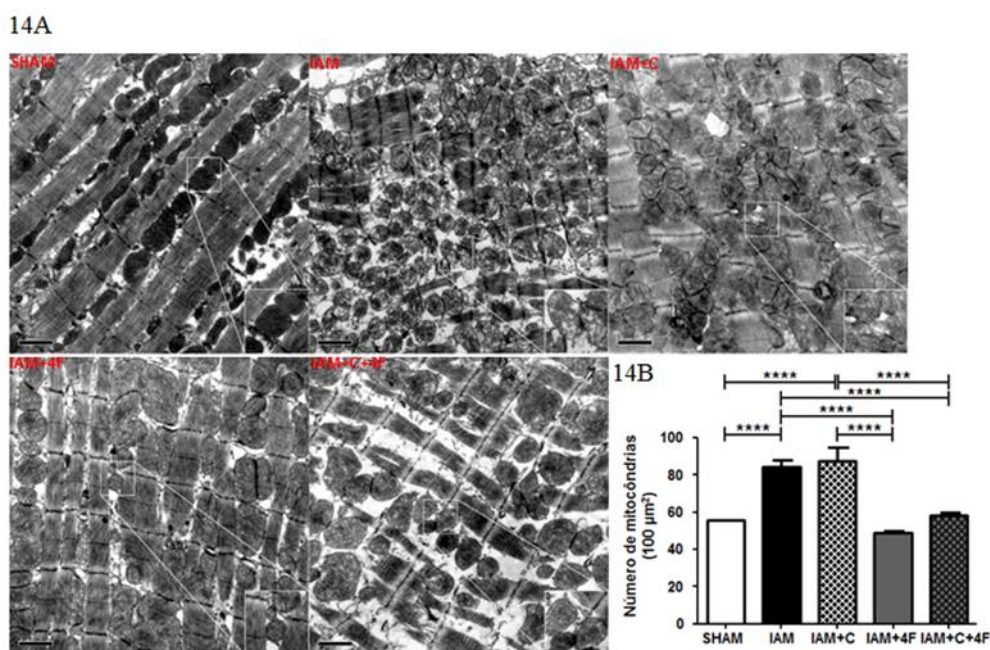 14A
SHAM
IAM
IAM+C
IAM+4F
IAM+C+4F
14B
**** ****
****
****
**** ****
Número de mitocôndrias
(100 µm²)
100
80
60
40
20
0
SHAM IAM IAM+C IAM+4F IAM+C+4F